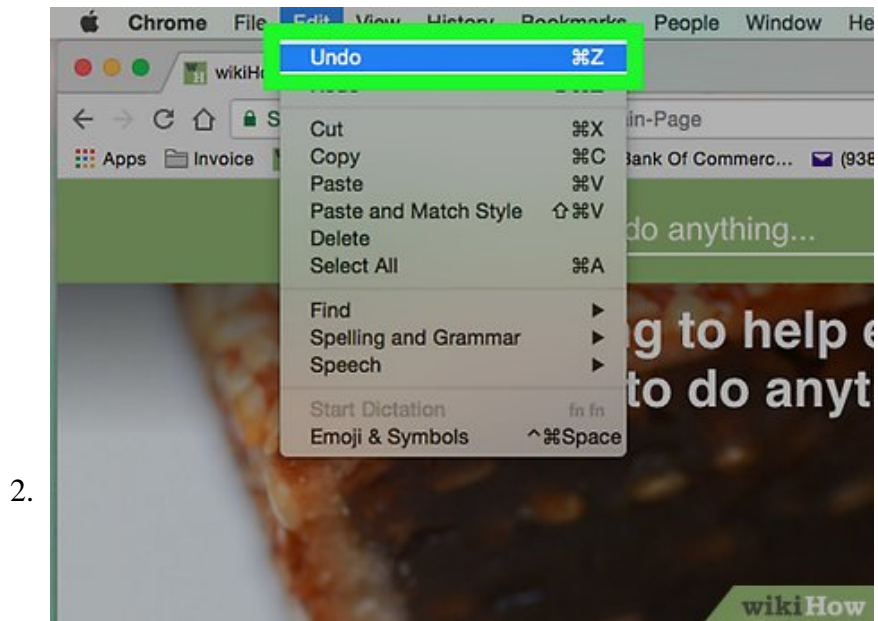 Chrome File Edit View History Bookmarks People Window He
wikiHo
Undo ⌘Z
S
in-Page
Apps Invoice
Bank Of Commerc... (938
Cut ⌘X
Copy ⌘C
Paste ⌘V
Paste and Match Style ⇧⌘V
Delete
Select All ⌘A
do anything...
Find ▶
Spelling and Grammar ▶
Speech ▶
Start Dictation fn fn
Emoji & Symbols ^⌘Space
g to help e
to do anyt
2.
wikiHow